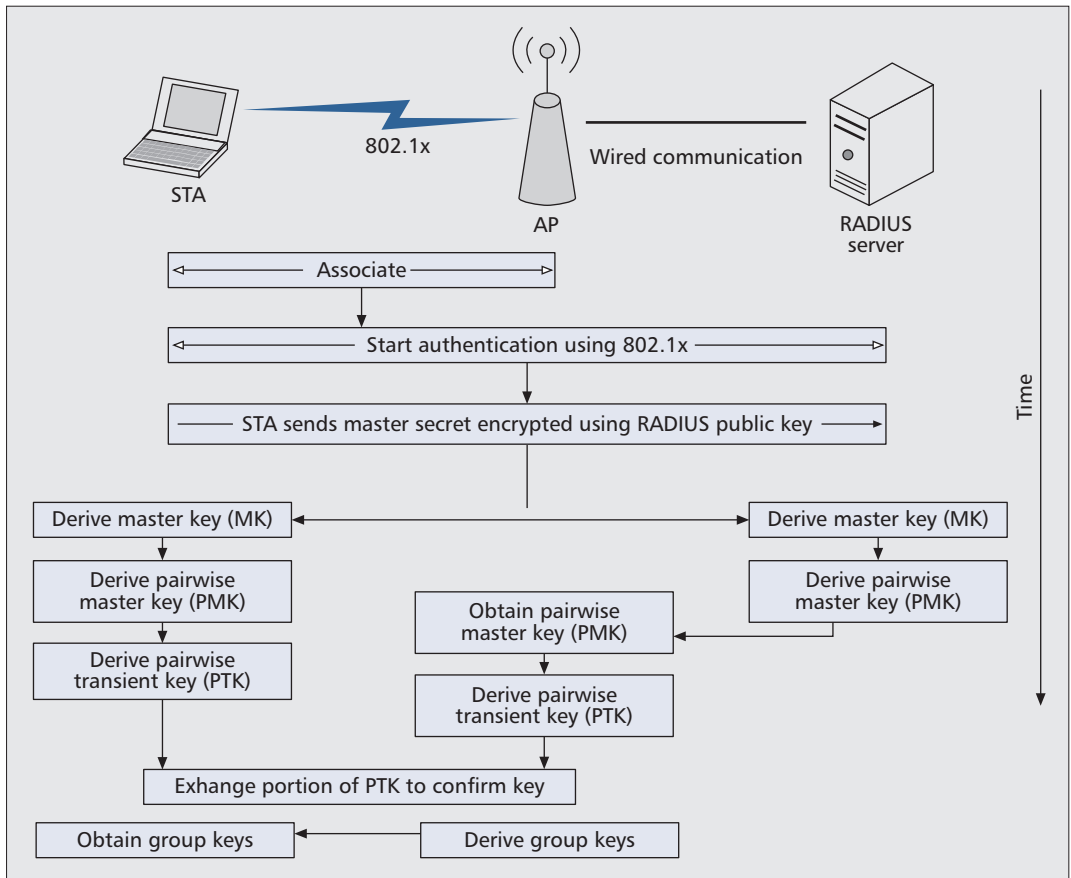 802.1x
Wired communication
STA
AP
RADIUS
server
Associate
Start authentication using 802.1x
STA sends master secret encrypted using RADIUS public key
Time
Derive master key (MK)
Derive master key (MK)
Derive pairwise
master key (PMK)
Derive pairwise
master key (PMK)
Obtain pairwise
master key (PMK)
Derive pairwise
transient key (PTK)
Derive pairwise
transient key (PTK)
Exhange portion of PTK to confirm key
Obtain group keys
Derive group keys